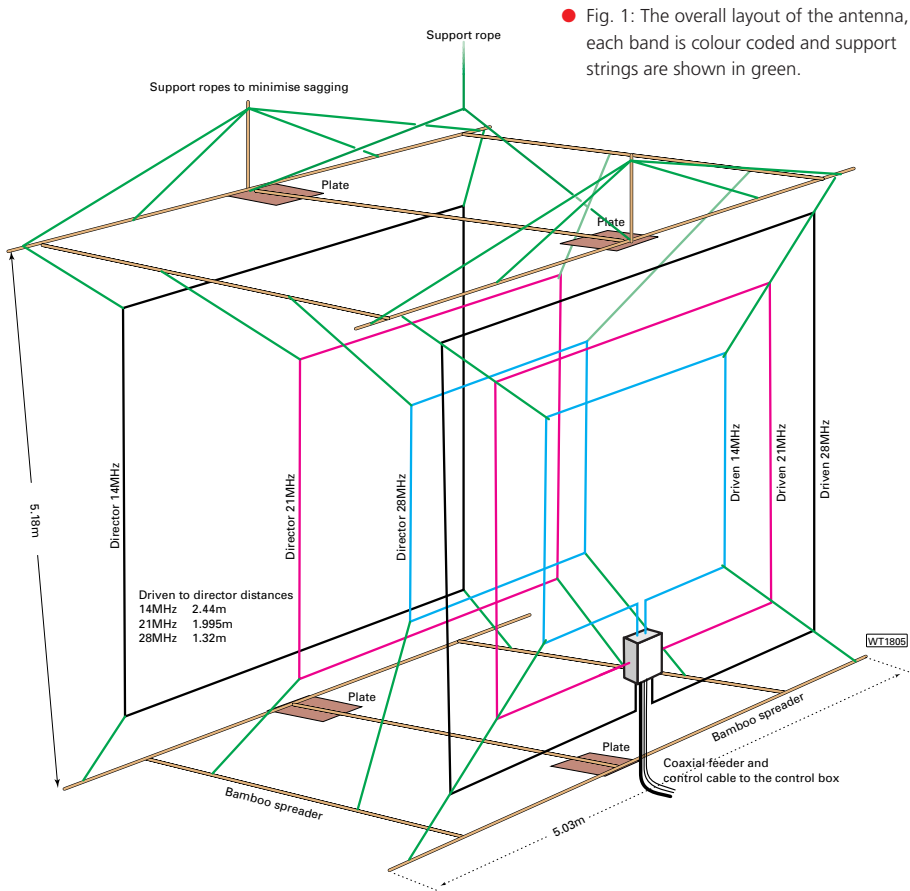 Fig. 1: The overall layout of the antenna,
each band is colour coded and support
strings are shown in green.
Support rope
Support ropes to minimise sagging
Plate
Plate
5.18m
Director 14MHz
Director 21MHz
Director 28MHz
Driven 14MHz
Driven 21MHz
Driven 28MHz
Driven to director distances
14MHz 2.44m
21MHz 1.995m
28MHz 1.32m
WT1805
Plate
Plate
Bamboo spreader
Bamboo spreader
Coaxial feeder and
control cable to the control box
5.03m